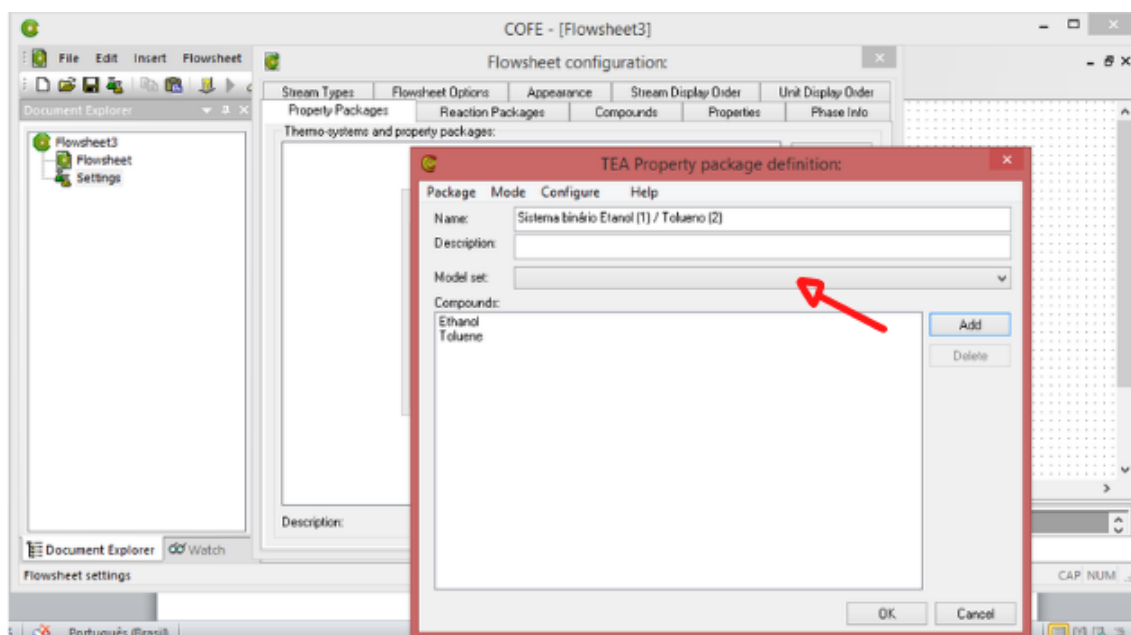 COFE - [Flowsheet3]
File Edit Insert Flowsheet
Flowsheet configuration:
Document Explorer
Flowsheet3
Flowsheet
Settings
Stream Types Flowsheet Options Appearance Stream Display Order Unit Display Order
Property Packages Reaction Packages Compounds Properties Phase Info
Thermo-systems and property packages:
TEA Property package definition:
Package Mode Configure Help
Name: Sistema binário Etanol (1) / Tolueno (2)
Description:
Model set:
Compounds:
Ethanol
Toluene
Add
Delete
OK Cancel
Description:
Document Explorer Watch
Flowsheet settings
CAP NUM
Português (Brasil)